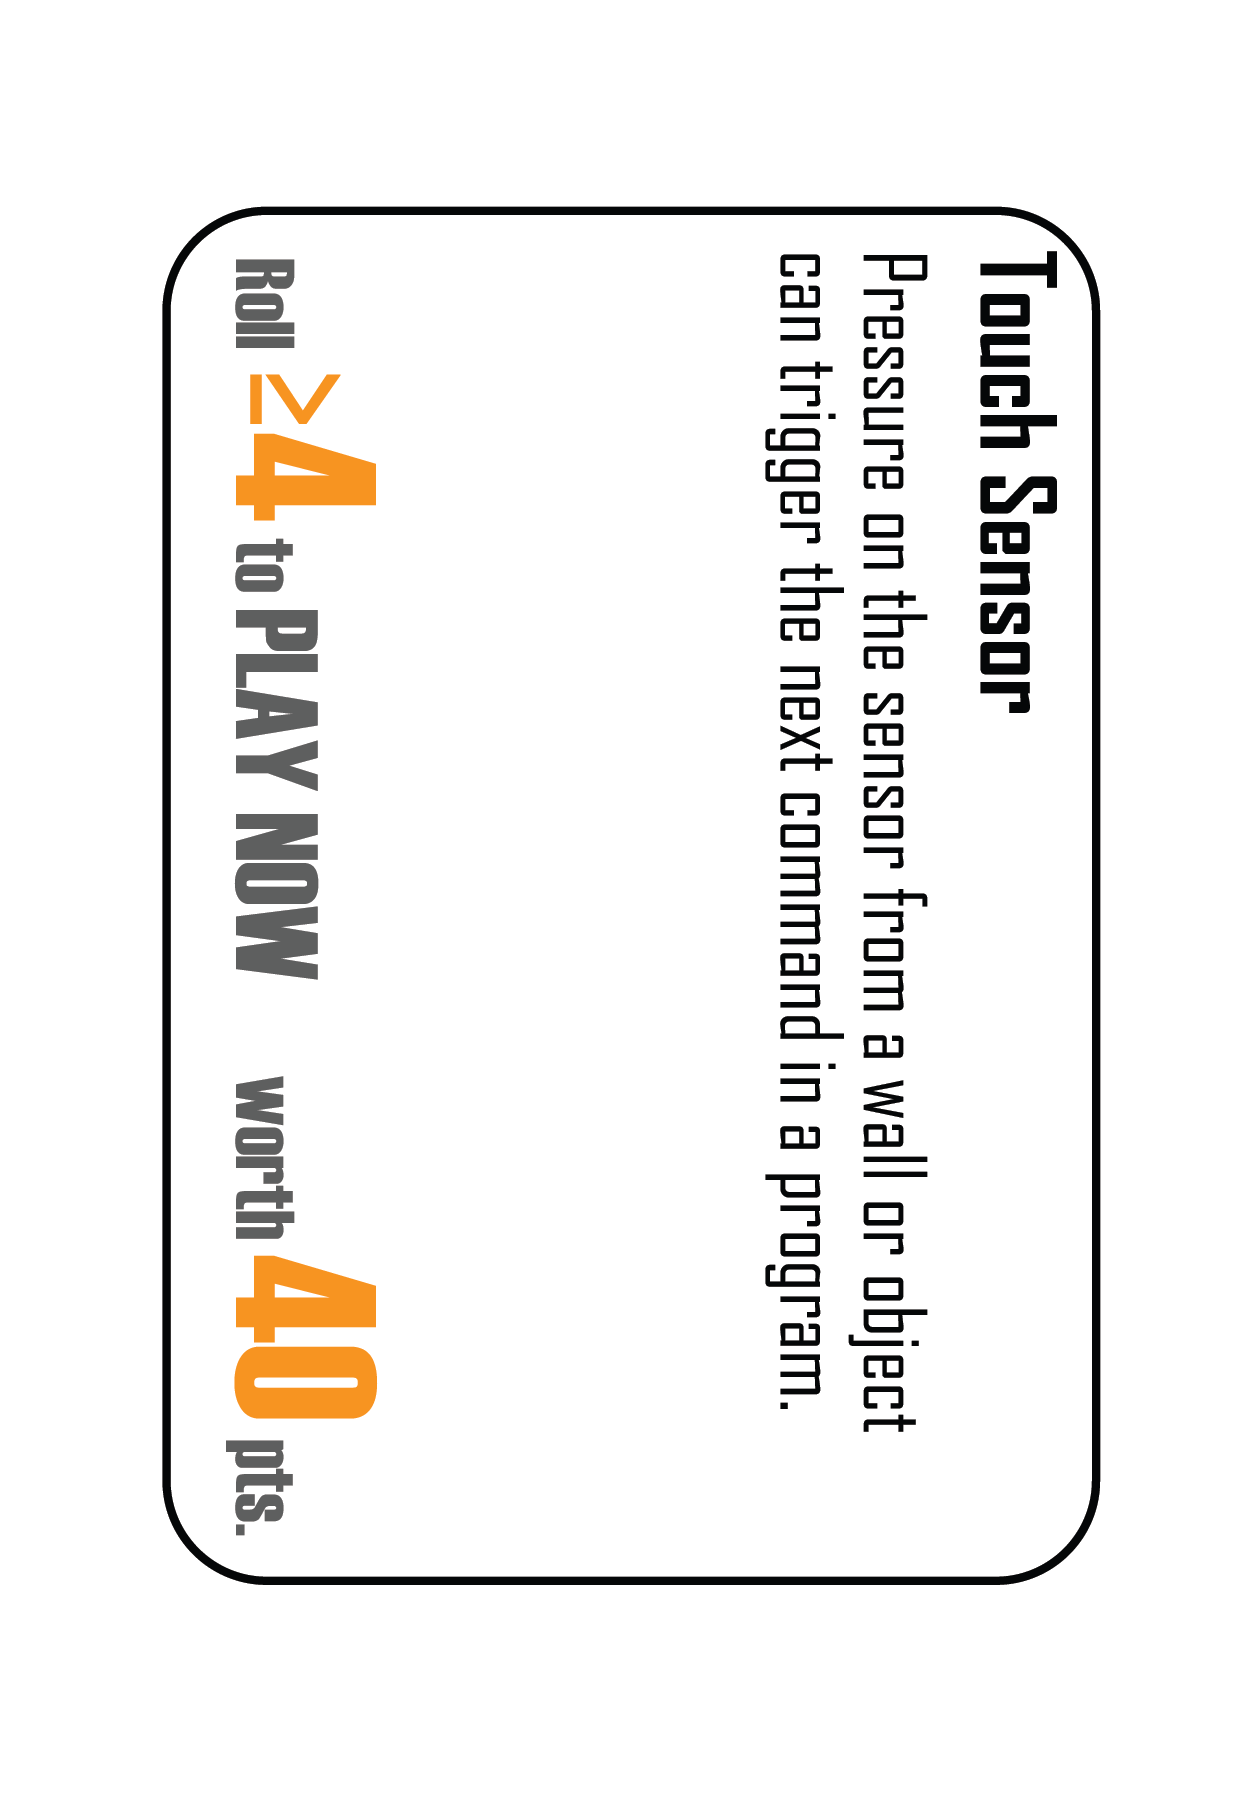 Touch Sensor
Pressure on the sensor from a wall or object
can trigger the next command in a program.
Roll ≥4 to PLAY NOW worth 40 pts.